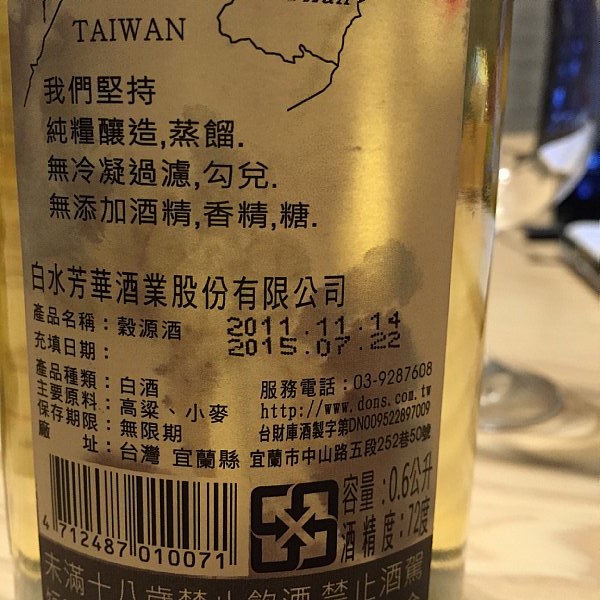 TAIWAN
我們堅持
純糧釀造,蒸餾.
無冷凝過濾,勾兌.
無添加酒精,香精,糖.
白水芳華酒業股份有限公司
產品名稱：穀源酒 2011.11.14
充填日期： 2015.07.22
產品種類：白酒 服務電話：03-9287608
主要原料：高粱、小麥 http://www.dons.com.tw
保存期限：無限期 台財庫酒製字第DN009522897009
廠 址：台灣 宜蘭縣 宜蘭市中山路五段252巷50號
4 712487 010071
容量：0.6公升
酒精度：72度
未滿十八歲禁止飲酒 禁止酒駕